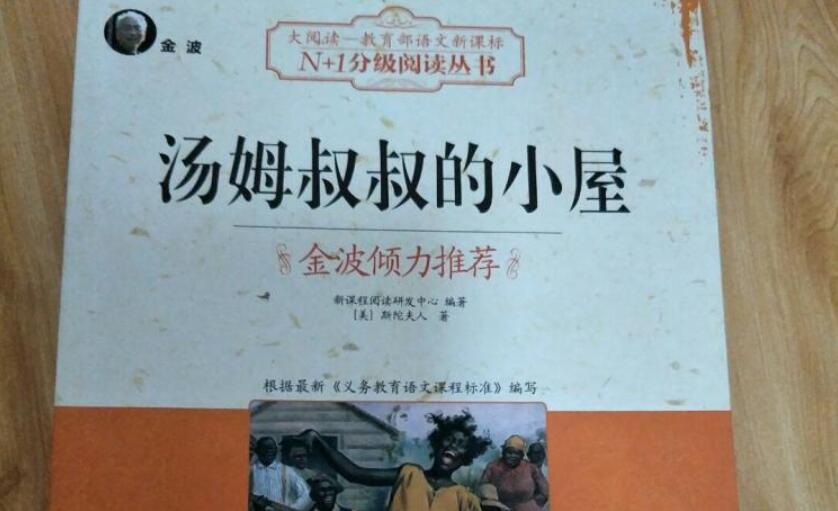 金波
大阅读—教育部语文新课标
N+1分级阅读丛书
汤姆叔叔的小屋
金波倾力推荐
新课程阅读研发中心 编著
[美] 斯陀夫人 著
根据最新《义务教育语文课程标准》编写